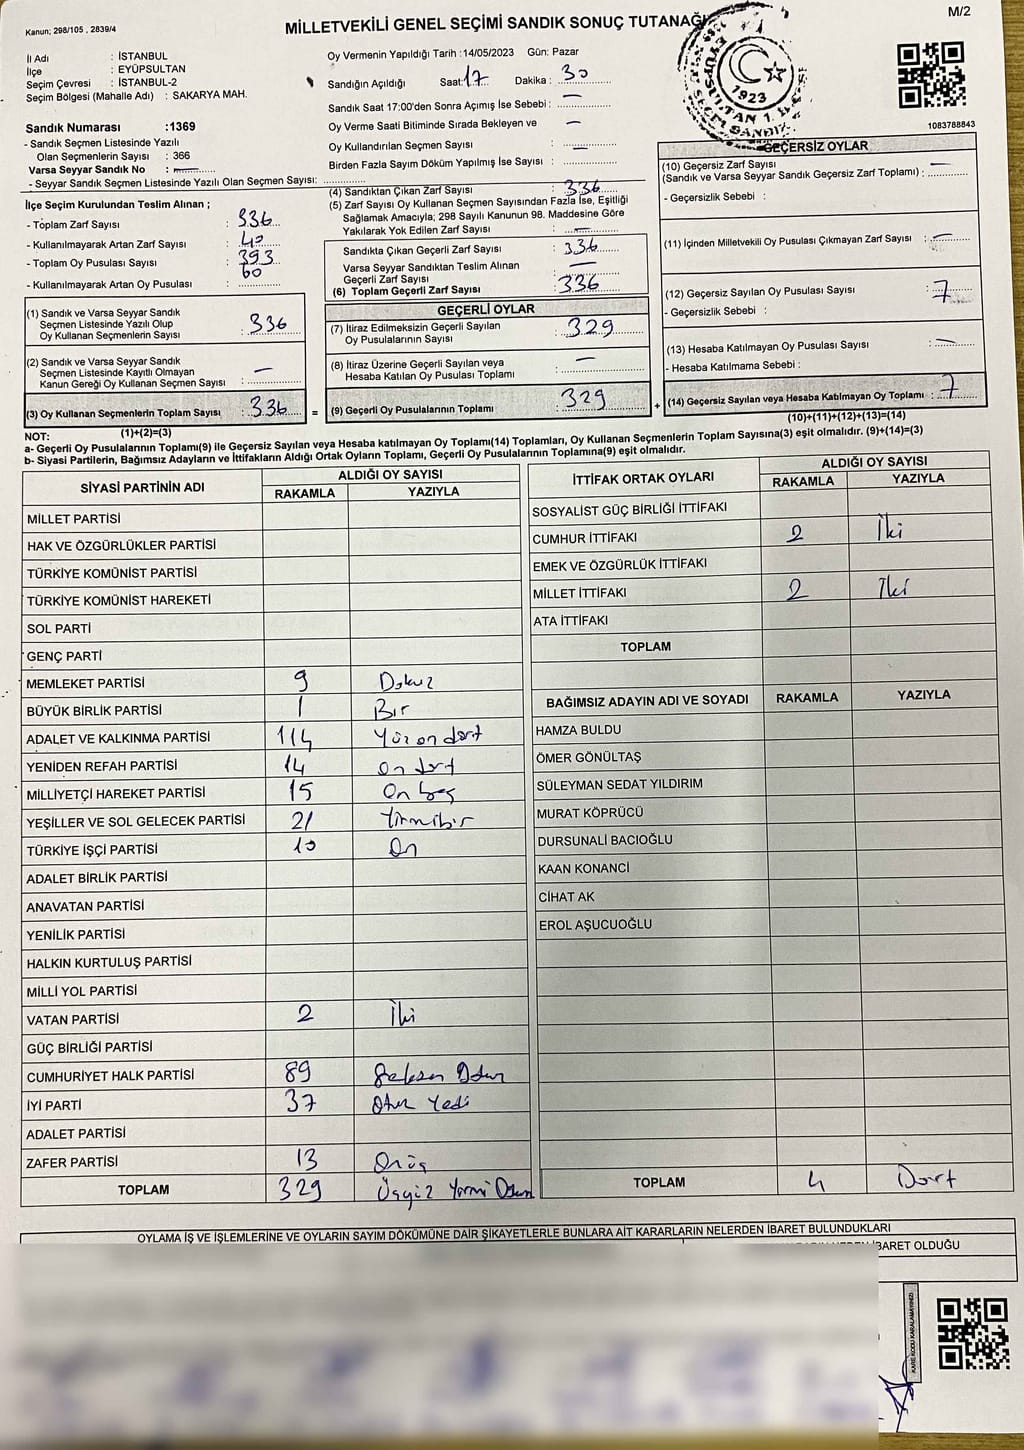 Kanun; 298/105 , 2839/4
MİLLETVEKİLİ GENEL SEÇİMİ SANDIK SONUÇ TUTANAĞI
M/2
İl Adı : İSTANBUL
İlçe : EYÜPSULTAN
Seçim Çevresi : İSTANBUL-2
Seçim Bölgesi (Mahalle Adı) : SAKARYA MAH.
Sandık Numarası :1369
- Sandık Seçmen Listesinde Yazılı
Olan Seçmenlerin Sayısı : 366
Varsa Seyyar Sandık No : —
- Seyyar Sandık Seçmen Listesinde Yazılı Olan Seçmen Sayısı:
Oy Vermenin Yapıldığı Tarih :14/05/2023 Gün: Pazar
Sandığın Açıldığı Saat: 17 Dakika : 30
Sandık Saat 17:00'den Sonra Açımış İse Sebebi : —
Oy Verme Saati Bitiminde Sırada Bekleyen ve —
Oy Kullandırılan Seçmen Sayısı : —
Birden Fazla Sayım Döküm Yapılmış İse Sayısı :
1923
EYÜPSULTAN 1.
1083788843
İlçe Seçim Kurulundan Teslim Alınan ;
- Toplam Zarf Sayısı : 336
- Kullanılmayarak Artan Zarf Sayısı : 40
- Toplam Oy Pusulası Sayısı : 393
- Kullanılmayarak Artan Oy Pusulası : 60
(1) Sandık ve Varsa Seyyar Sandık
Seçmen Listesinde Yazılı Olup
Oy Kullanan Seçmenlerin Sayısı : 336
(2) Sandık ve Varsa Seyyar Sandık
Seçmen Listesinde Kayıtlı Olmayan
Kanun Gereği Oy Kullanan Seçmen Sayısı : —
(3) Oy Kullanan Seçmenlerin Toplam Sayısı : 336
(1)+(2)=(3)
(4) Sandıktan Çıkan Zarf Sayısı : 336
(5) Zarf Sayısı Oy Kullanan Seçmen Sayısından Fazla İse, Eşitliği
Sağlamak Amacıyla; 298 Sayılı Kanunun 98. Maddesine Göre
Yakılarak Yok Edilen Zarf Sayısı : —
Sandıkta Çıkan Geçerli Zarf Sayısı : 336
Varsa Seyyar Sandıktan Teslim Alınan
Geçerli Zarf Sayısı : —
(6) Toplam Geçerli Zarf Sayısı : 336
GEÇERLİ OYLAR
(7) İtiraz Edilmeksizin Geçerli Sayılan
Oy Pusulalarının Sayısı : 329
(8) İtiraz Üzerine Geçerli Sayılan veya
Hesaba Katılan Oy Pusulası Toplamı : —
= (9) Geçerli Oy Pusulalarının Toplamı : 329
GEÇERSİZ OYLAR
(10) Geçersiz Zarf Sayısı
(Sandık ve Varsa Seyyar Sandık Geçersiz Zarf Toplamı) : —
- Geçersizlik Sebebi :
(11) İçinden Milletvekili Oy Pusulası Çıkmayan Zarf Sayısı : —
(12) Geçersiz Sayılan Oy Pusulası Sayısı : 7
- Geçersizlik Sebebi :
(13) Hesaba Katılmayan Oy Pusulası Sayısı : —
- Hesaba Katılmama Sebebi :
+ (14) Geçersiz Sayılan veya Hesaba Katılmayan Oy Toplamı : 7
(10)+(11)+(12)+(13)=(14)
NOT:
a- Geçerli Oy Pusulalarının Toplamı(9) ile Geçersiz Sayılan veya Hesaba katılmayan Oy Toplamı(14) Toplamları, Oy Kullanan Seçmenlerin Toplam Sayısına(3) eşit olmalıdır. (9)+(14)=(3)
b- Siyasi Partilerin, Bağımsız Adayların ve İttifakların Aldığı Ortak Oyların Toplamı, Geçerli Oy Pusulalarının Toplamına(9) eşit olmalıdır.
SİYASİ PARTİNİN ADI ALDIĞI OY SAYISI
RAKAMLA YAZIYLA
MİLLET PARTİSİ
HAK VE ÖZGÜRLÜKLER PARTİSİ
TÜRKİYE KOMÜNİST PARTİSİ
TÜRKİYE KOMÜNİST HAREKETİ
SOL PARTİ
GENÇ PARTİ
MEMLEKET PARTİSİ 9 Dokuz
BÜYÜK BİRLİK PARTİSİ 1 Bir
ADALET VE KALKINMA PARTİSİ 114 Yüz on dört
YENİDEN REFAH PARTİSİ 14 On dört
MİLLİYETÇİ HAREKET PARTİSİ 15 On beş
YEŞİLLER VE SOL GELECEK PARTİSİ 21 Yirmibir
TÜRKİYE İŞÇİ PARTİSİ 10 On
ADALET BİRLİK PARTİSİ
ANAVATAN PARTİSİ
YENİLİK PARTİSİ
HALKIN KURTULUŞ PARTİSİ
MİLLİ YOL PARTİSİ
VATAN PARTİSİ 2 İki
GÜÇ BİRLİĞİ PARTİSİ
CUMHURİYET HALK PARTİSİ 89 Seksen Dokuz
İYİ PARTİ 37 Otuz Yedi
ADALET PARTİSİ
ZAFER PARTİSİ 13 Onüç
TOPLAM 329 Üçyüz Yirmi Dokuz
İTTİFAK ORTAK OYLARI ALDIĞI OY SAYISI
RAKAMLA YAZIYLA
SOSYALİST GÜÇ BİRLİĞİ İTTİFAKI
CUMHUR İTTİFAKI 2 İki
EMEK VE ÖZGÜRLÜK İTTİFAKI
MİLLET İTTİFAKI 2 İki
ATA İTTİFAKI
TOPLAM
BAĞIMSIZ ADAYIN ADI VE SOYADI RAKAMLA YAZIYLA
HAMZA BULDU
ÖMER GÖNÜLTAŞ
SÜLEYMAN SEDAT YILDIRIM
MURAT KÖPRÜCÜ
DURSUNALİ BACIOĞLU
KAAN KONANCİ
CİHAT AK
EROL AŞUCUOĞLU
TOPLAM 4 Dört
OYLAMA İŞ VE İŞLEMLERİNE VE OYLARIN SAYIM DÖKÜMÜNE DAİR ŞİKAYETLERLE BUNLARA AİT KARARLARIN NELERDEN İBARET BULUNDUKLARI
İBARET OLDUĞU
KARE KODU KARALAMAYINIZ!